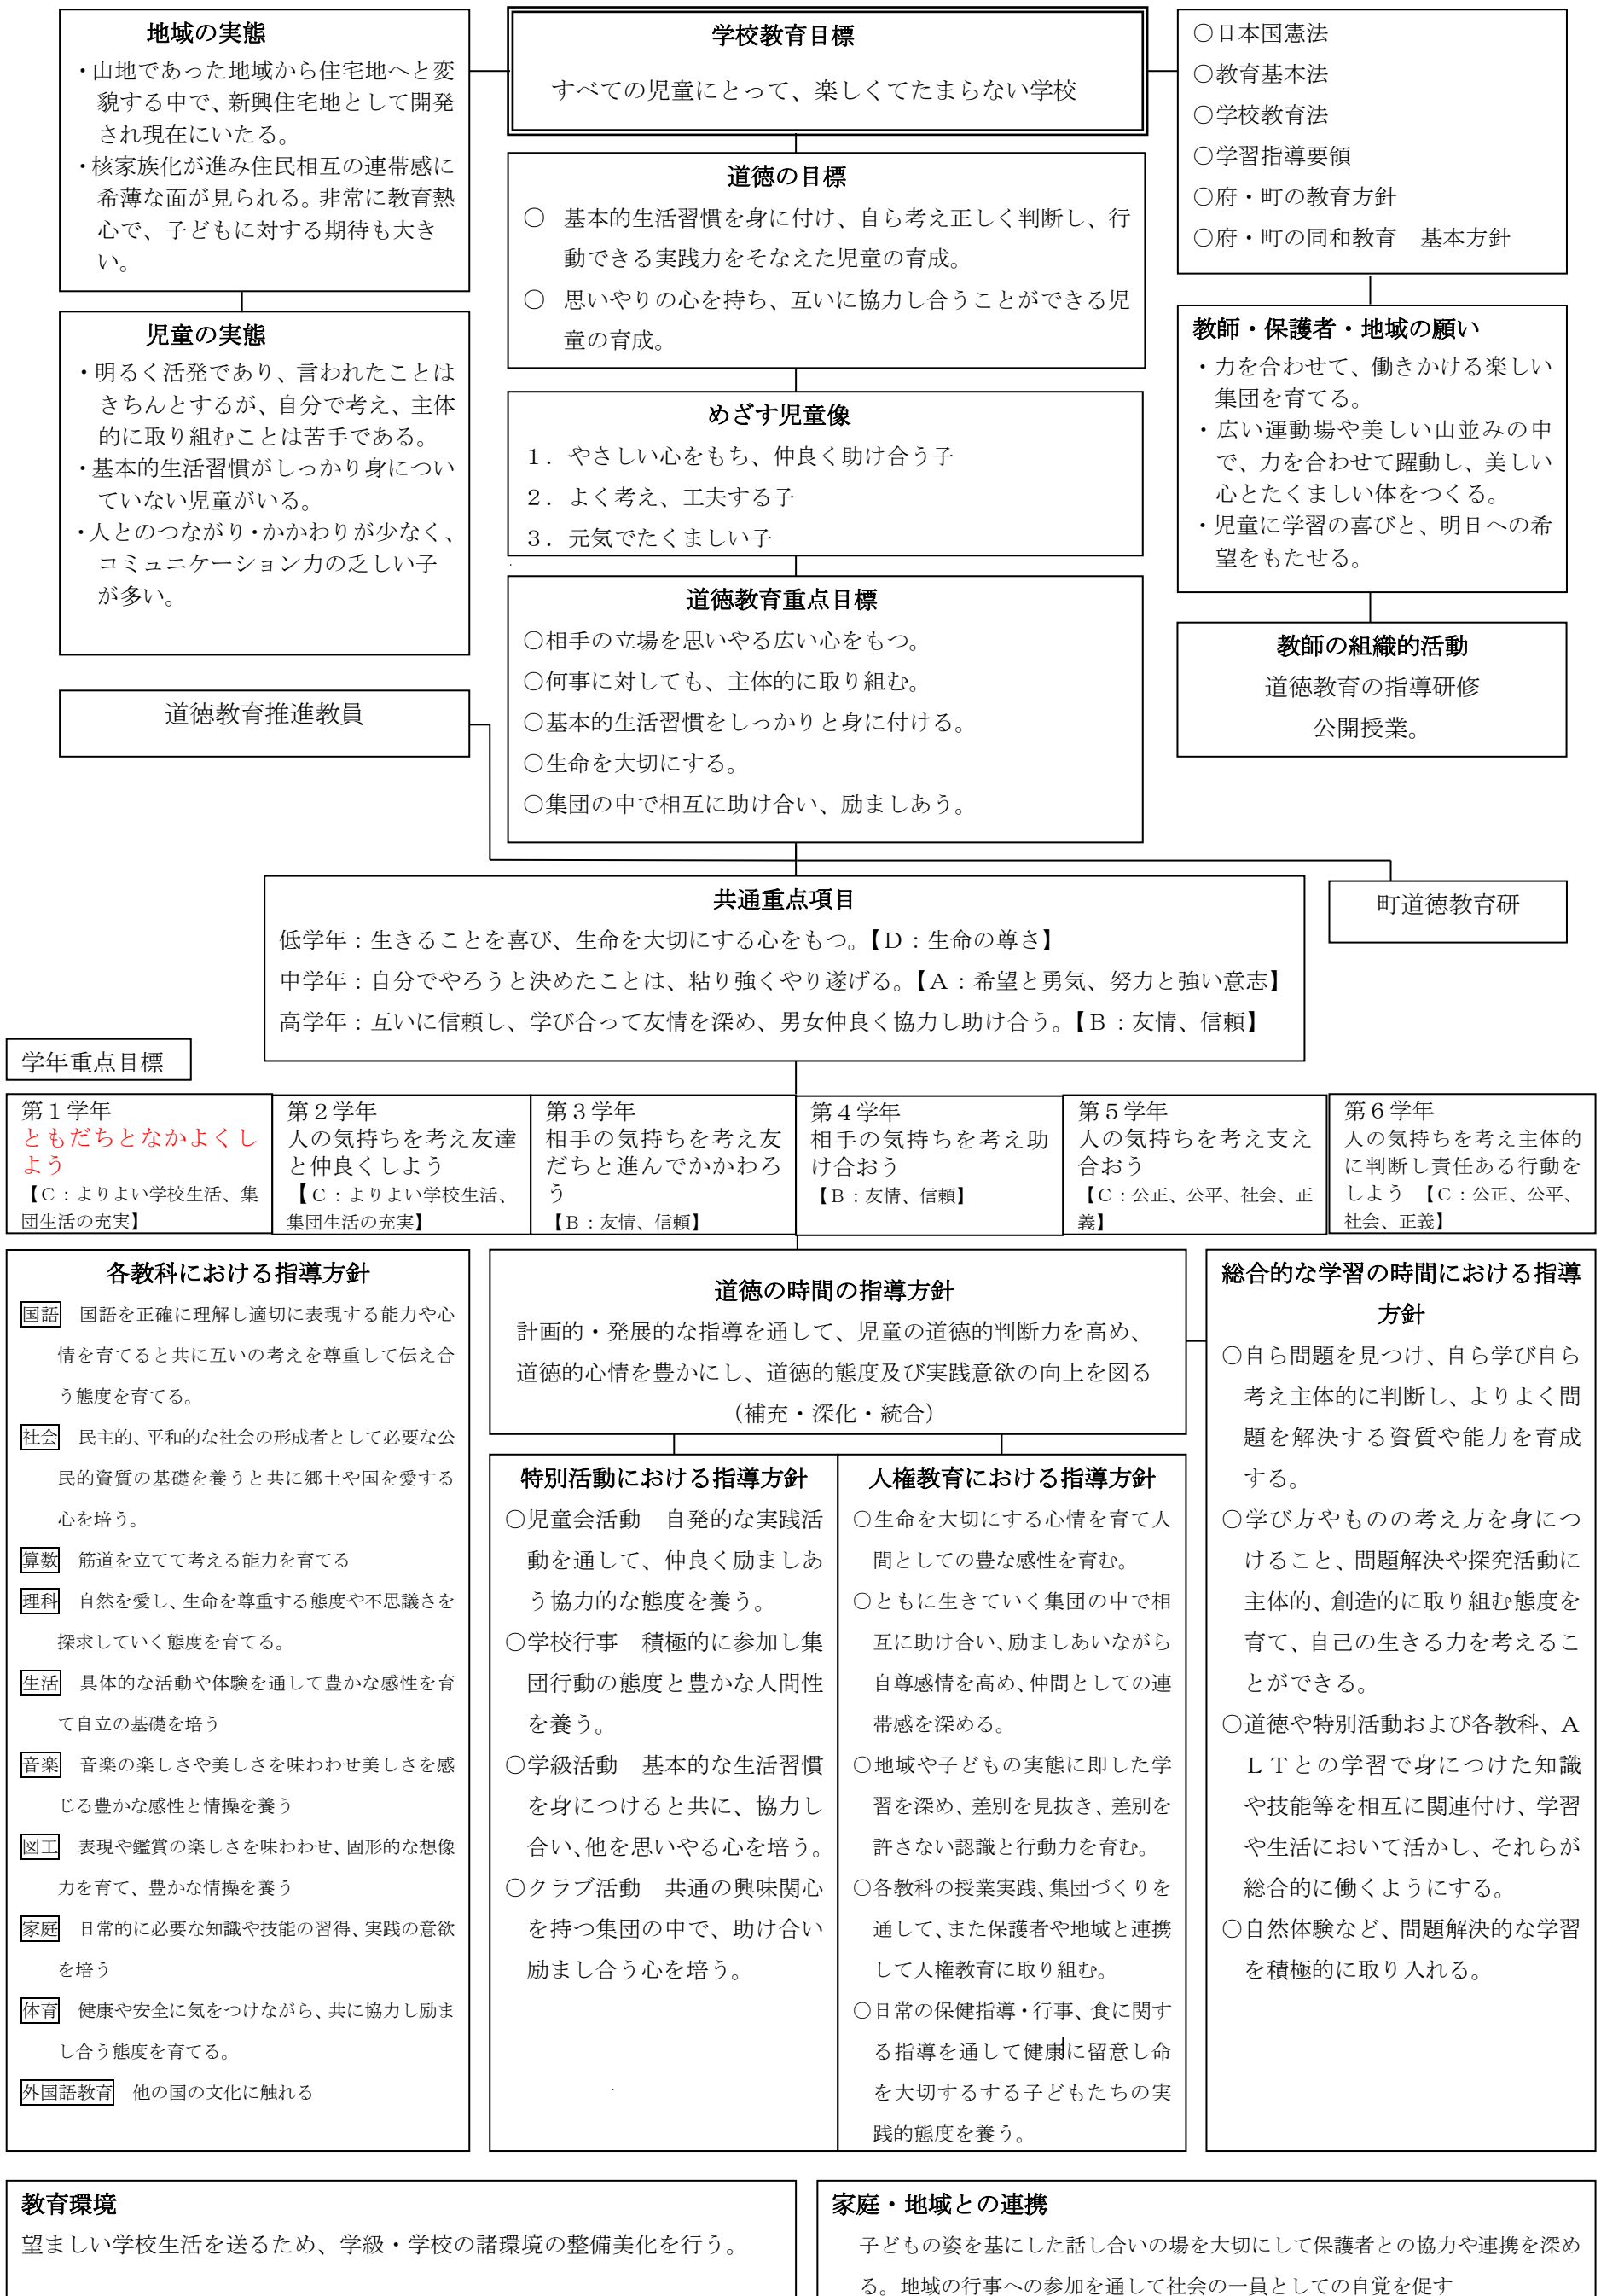 地域の実態
・山地であった地域から住宅地へと変
貌する中で、新興住宅地として開発
され現在にいたる。
・核家族化が進み住民相互の連帯感に
希薄な面が見られる。非常に教育熱
心で、子どもに対する期待も大き
い。
学校教育目標
すべての児童にとって、楽しくてたまらない学校
○日本国憲法
○教育基本法
○学校教育法
○学習指導要領
○府・町の教育方針
○府・町の同和教育　基本方針
道徳の目標
○　基本的生活習慣を身に付け、自ら考え正しく判断し、行
動できる実践力をそなえた児童の育成。
○　思いやりの心を持ち、互いに協力し合うことができる児
童の育成。
児童の実態
・明るく活発であり、言われたことは
きちんとするが、自分で考え、主体
的に取り組むことは苦手である。
・基本的生活習慣がしっかり身につい
ていない児童がいる。
・人とのつながり・かかわりが少なく、
コミュニケーション力の乏しい子
が多い。
教師・保護者・地域の願い
・力を合わせて、働きかける楽しい
集団を育てる。
・広い運動場や美しい山並みの中
で、力を合わせて躍動し、美しい
心とたくましい体をつくる。
・児童に学習の喜びと、明日への希
望をもたせる。
めざす児童像
１．やさしい心をもち、仲良く助け合う子
２．よく考え、工夫する子
３．元気でたくましい子
道徳教育重点目標
○相手の立場を思いやる広い心をもつ。
○何事に対しても、主体的に取り組む。
○基本的生活習慣をしっかりと身に付ける。
○生命を大切にする。
○集団の中で相互に助け合い、励ましあう。
教師の組織的活動
道徳教育の指導研修
公開授業。
道徳教育推進教員
共通重点項目
低学年：生きることを喜び、生命を大切にする心をもつ。【Ｄ：生命の尊さ】
中学年：自分でやろうと決めたことは、粘り強くやり遂げる。【Ａ：希望と勇気、努力と強い意志】
高学年：互いに信頼し、学び合って友情を深め、男女仲良く協力し助け合う。【Ｂ：友情、信頼】
町道徳教育研
学年重点目標
第１学年
ともだちとなかよくし
よう
【Ｃ：よりよい学校生活、集
団生活の充実】
第２学年
人の気持ちを考え友達
と仲良くしよう
【Ｃ：よりよい学校生活、
集団生活の充実】
第３学年
相手の気持ちを考え友
だちと進んでかかわろ
う
【Ｂ：友情、信頼】
第４学年
相手の気持ちを考え助
け合おう
【Ｂ：友情、信頼】
第５学年
人の気持ちを考え支え
合おう
【Ｃ：公正、公平、社会、正
義】
第６学年
人の気持ちを考え主体的
に判断し責任ある行動を
しよう　【Ｃ：公正、公平、
社会、正義】
各教科における指導方針
国語　国語を正確に理解し適切に表現する能力や心
情を育てると共に互いの考えを尊重して伝え合
う態度を育てる。
社会　民主的、平和的な社会の形成者として必要な公
民的資質の基礎を養うと共に郷土や国を愛する
心を培う。
算数　筋道を立てて考える能力を育てる
理科　自然を愛し、生命を尊重する態度や不思議さを
探求していく態度を育てる。
生活　具体的な活動や体験を通して豊かな感性を育
て自立の基礎を培う
音楽　音楽の楽しさや美しさを味わわせ美しさを感
じる豊かな感性と情操を養う
図工　表現や鑑賞の楽しさを味わわせ、固形的な想像
力を育て、豊かな情操を養う
家庭　日常的に必要な知識や技能の習得、実践の意欲
を培う
体育　健康や安全に気をつけながら、共に協力し励ま
し合う態度を育てる。
外国語教育　他の国の文化に触れる
道徳の時間の指導方針
計画的・発展的な指導を通して、児童の道徳的判断力を高め、
道徳的心情を豊かにし、道徳的態度及び実践意欲の向上を図る
（補充・深化・統合）
特別活動における指導方針
○児童会活動　自発的な実践活
動を通して、仲良く励ましあ
う協力的な態度を養う。
○学校行事　積極的に参加し集
団行動の態度と豊かな人間性
を養う。
○学級活動　基本的な生活習慣
を身につけると共に、協力し
合い、他を思いやる心を培う。
○クラブ活動　共通の興味関心
を持つ集団の中で、助け合い
励まし合う心を培う。
人権教育における指導方針
○生命を大切にする心情を育て人
間としての豊な感性を育む。
○ともに生きていく集団の中で相
互に助け合い、励ましあいながら
自尊感情を高め、仲間としての連
帯感を深める。
○地域や子どもの実態に即した学
習を深め、差別を見抜き、差別を
許さない認識と行動力を育む。
○各教科の授業実践、集団づくりを
通して、また保護者や地域と連携
して人権教育に取り組む。
○日常の保健指導・行事、食に関す
る指導を通して健康に留意し命
を大切するする子どもたちの実
践的態度を養う。
総合的な学習の時間における指導
方針
○自ら問題を見つけ、自ら学び自ら
考え主体的に判断し、よりよく問
題を解決する資質や能力を育成
する。
○学び方やものの考え方を身につ
けること、問題解決や探究活動に
主体的、創造的に取り組む態度を
育て、自己の生きる力を考えるこ
とができる。
○道徳や特別活動および各教科、Ａ
ＬＴとの学習で身につけた知識
や技能等を相互に関連付け、学習
や生活において活かし、それらが
総合的に働くようにする。
○自然体験など、問題解決的な学習
を積極的に取り入れる。
教育環境
望ましい学校生活を送るため、学級・学校の諸環境の整備美化を行う。
家庭・地域との連携
子どもの姿を基にした話し合いの場を大切にして保護者との協力や連携を深め
る。地域の行事への参加を通して社会の一員としての自覚を促す